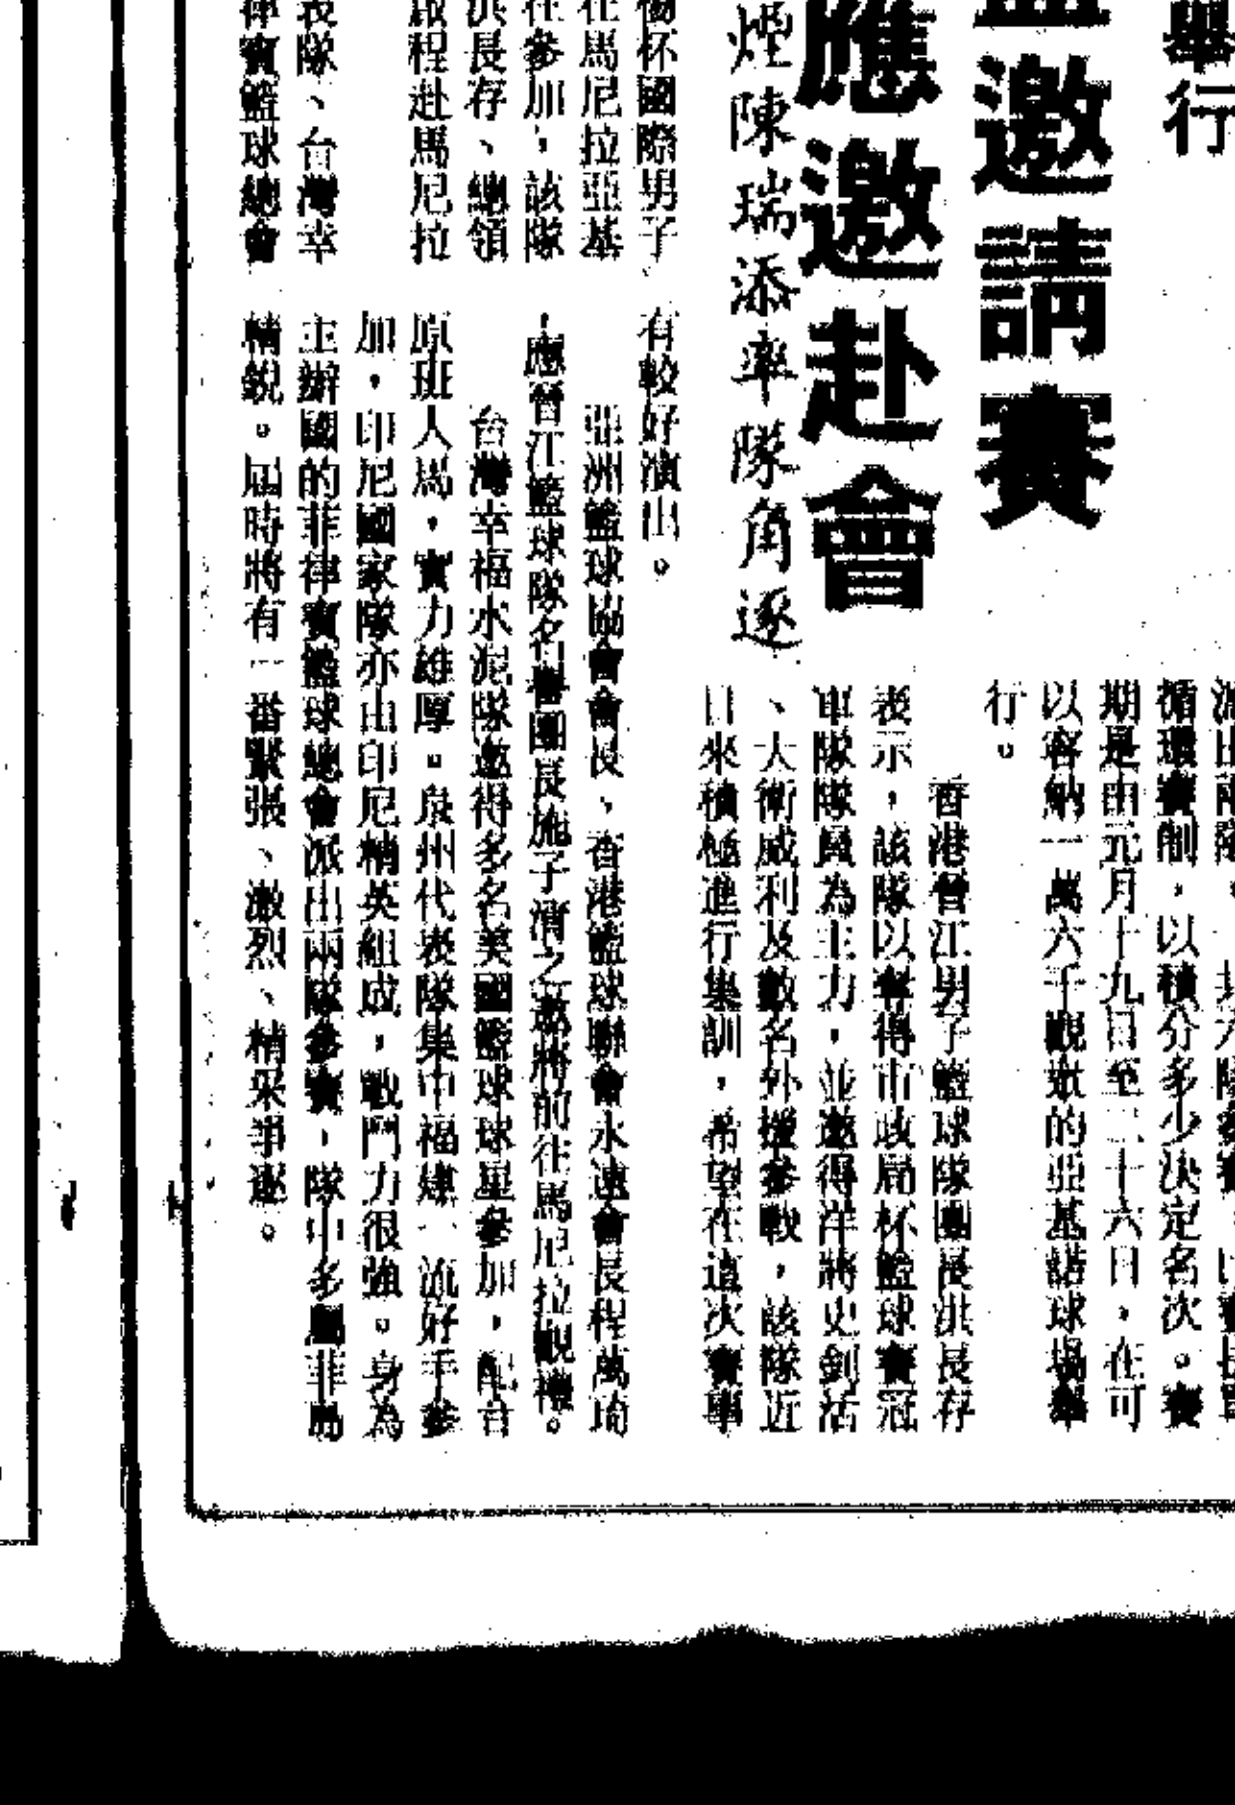 舉行
邀請賽
應邀赴會
煙陳瑞添率隊角逐
循環賽制，以積分多少決定名次。賽
期是由元月十九日至二十六日，在可
以容納一萬六千觀眾的亞基諾球場舉
行。
香港晉江男子籃球隊團長洪長存
表示，該隊以奪得市政局杯籃球賽冠
軍隊隊員為主力，並邀得洋將史釗活
、大衛威利及數名外援參戰，該隊近
日來積極進行集訓，希望在這次賽事
杯國際男子
在馬尼拉亞基
往參加，該隊
洪長存、總領
啟程赴馬尼拉
表隊、台灣幸
律賓籃球總會
有較好演出。
亞洲籃球協會會長、香港籃球聯會永遠會長程萬琦
，應晉江籃球隊名譽團長施子清之邀將前往馬尼拉觀禮。
台灣幸福水泥隊邀得多名美國籃球球星參加，配合
原班人馬，實力雄厚。泉州代表隊集中福建一流好手參
加，印尼國家隊亦由印尼精英組成，戰鬥力很強。身為
主辦國的菲律賓籃球總會派出兩隊參賽，隊中多屬菲島
精銳。屆時將有一番緊張、激烈、精采爭逐。